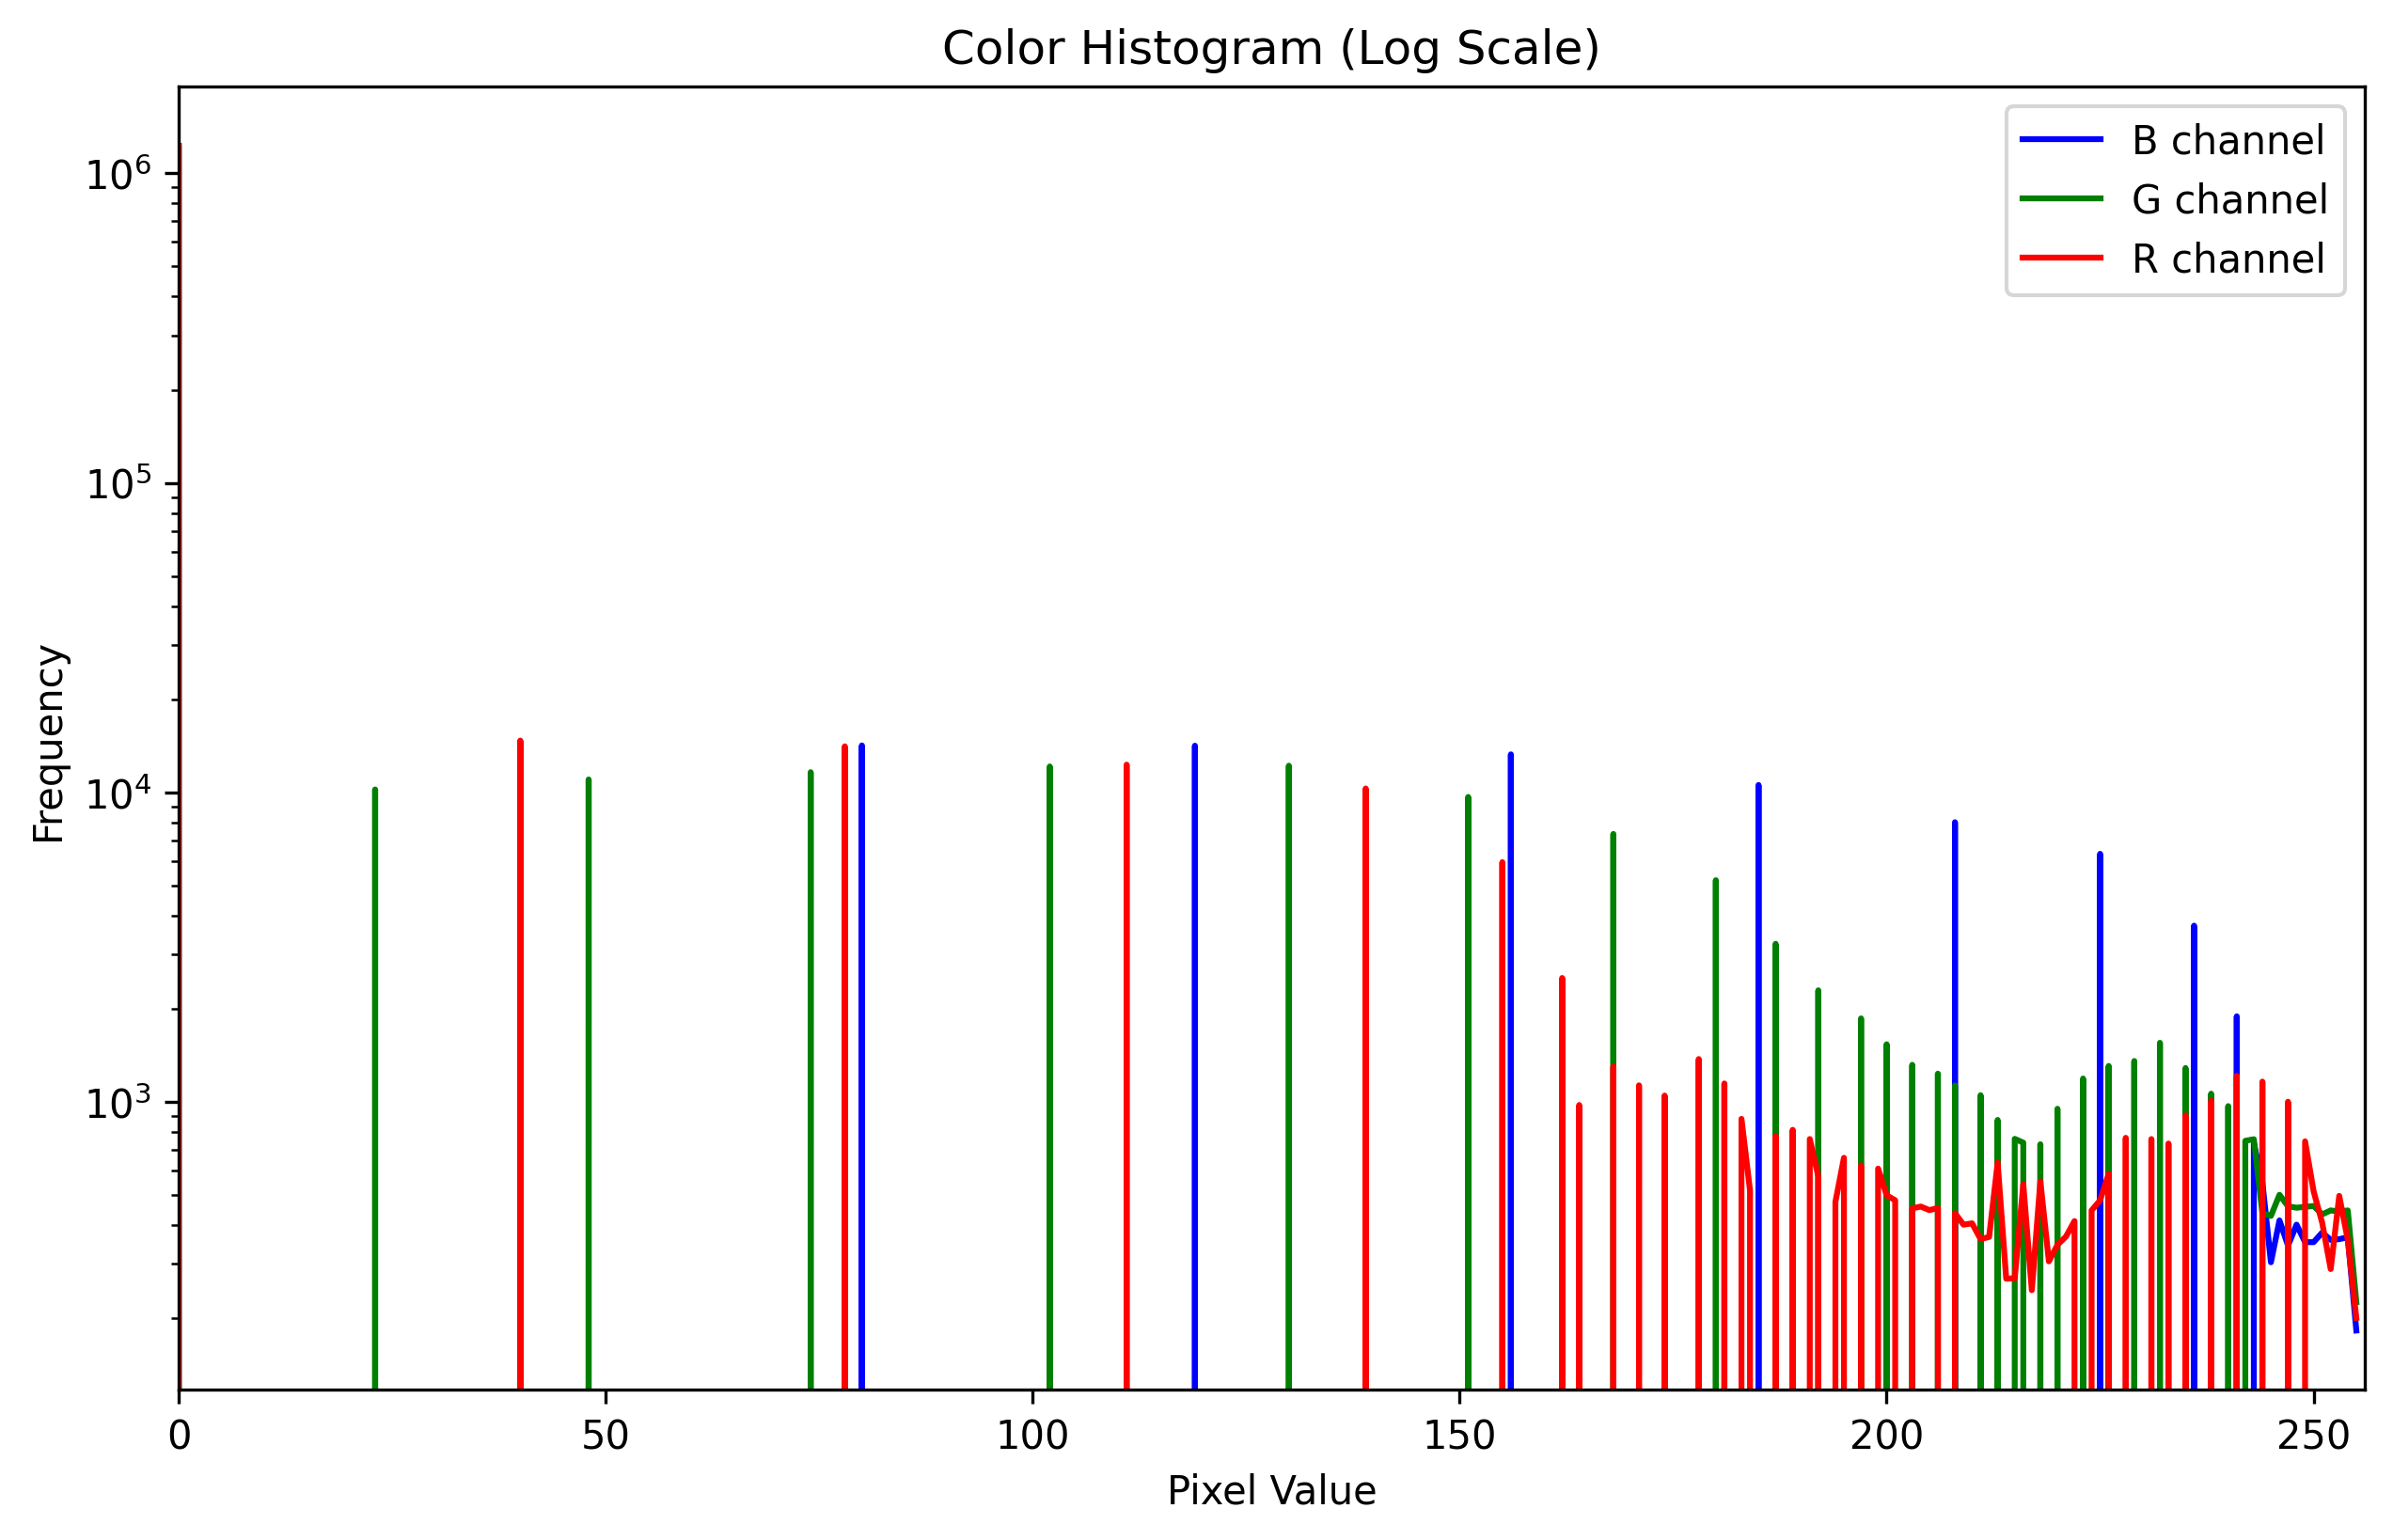 Color Histogram (Log Scale)
B channel
G channel
R channel
10⁶
10⁵
10⁴
10³
Frequency
0 50 100 150 200 250
Pixel Value